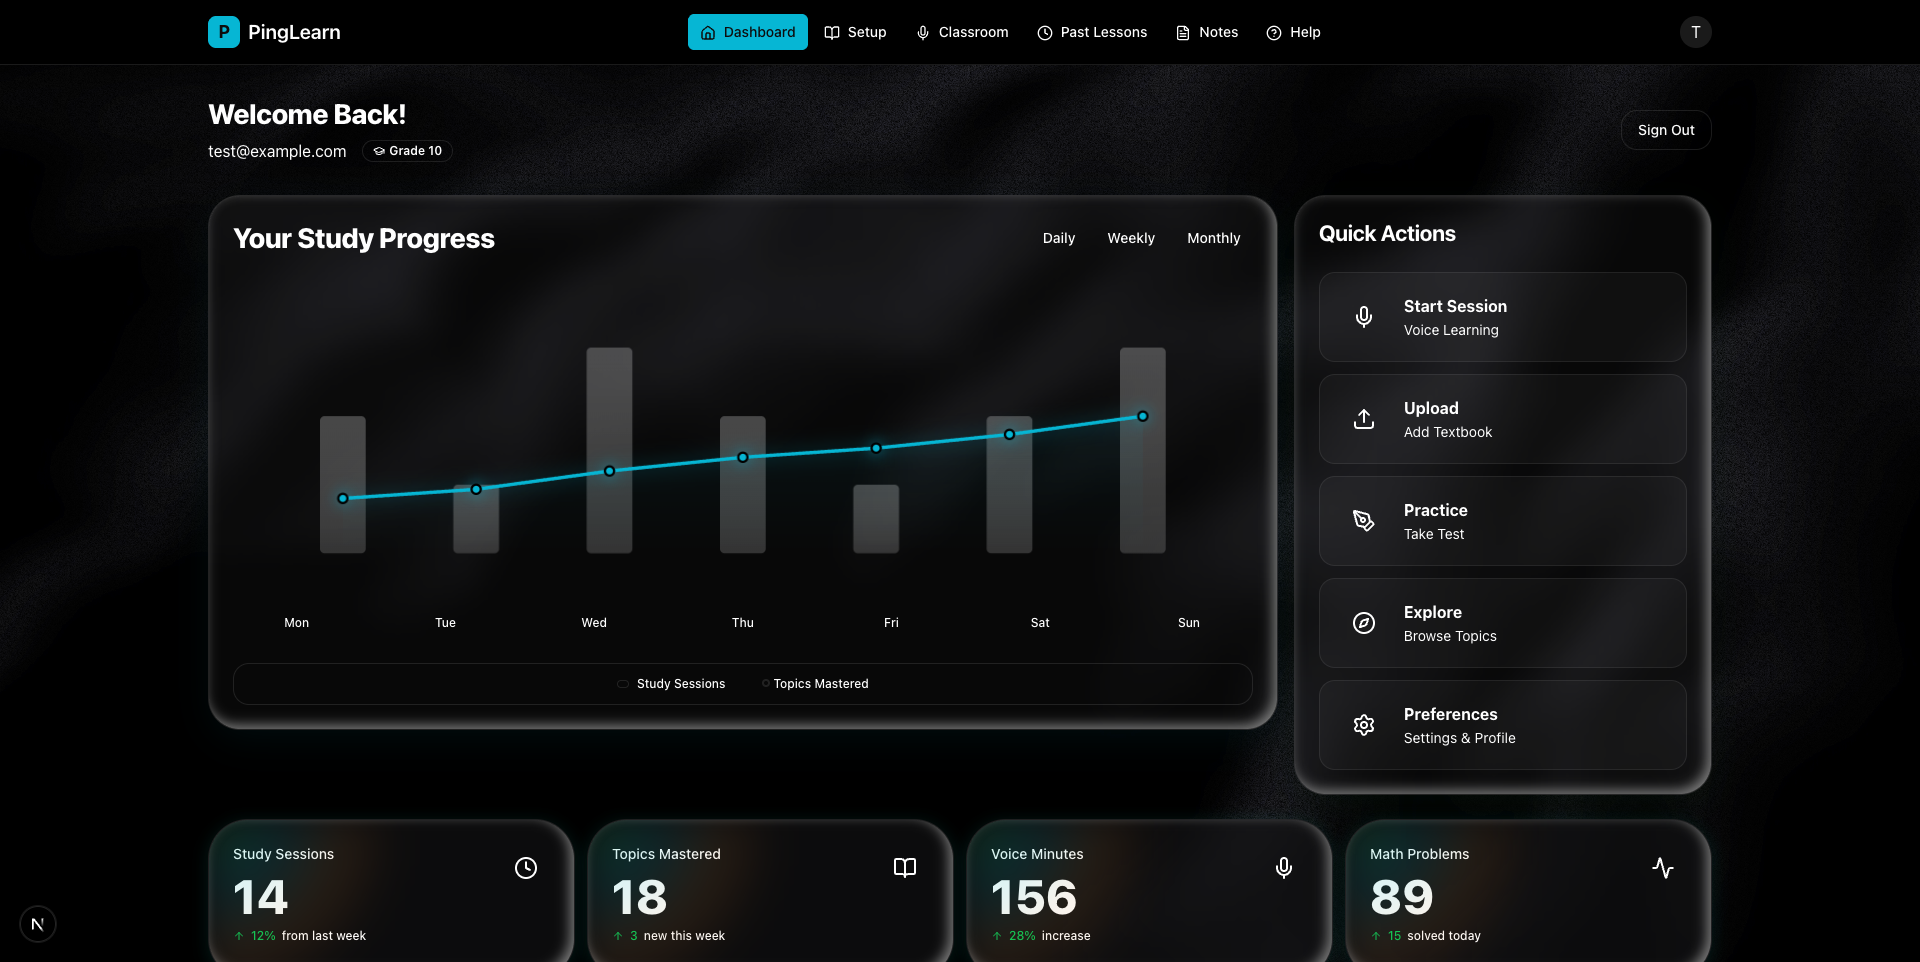 P PingLearn
Dashboard Setup Classroom Past Lessons Notes Help
T
Welcome Back!
test@example.com Grade 10
Sign Out
Your Study Progress
Daily Weekly Monthly
Mon Tue Wed Thu Fri Sat Sun
Study Sessions Topics Mastered
Quick Actions
Start Session
Voice Learning
Upload
Add Textbook
Practice
Take Test
Explore
Browse Topics
Preferences
Settings & Profile
Study Sessions
14
↑ 12% from last week
Topics Mastered
18
↑ 3 new this week
Voice Minutes
156
↑ 28% increase
Math Problems
89
↑ 15 solved today
N